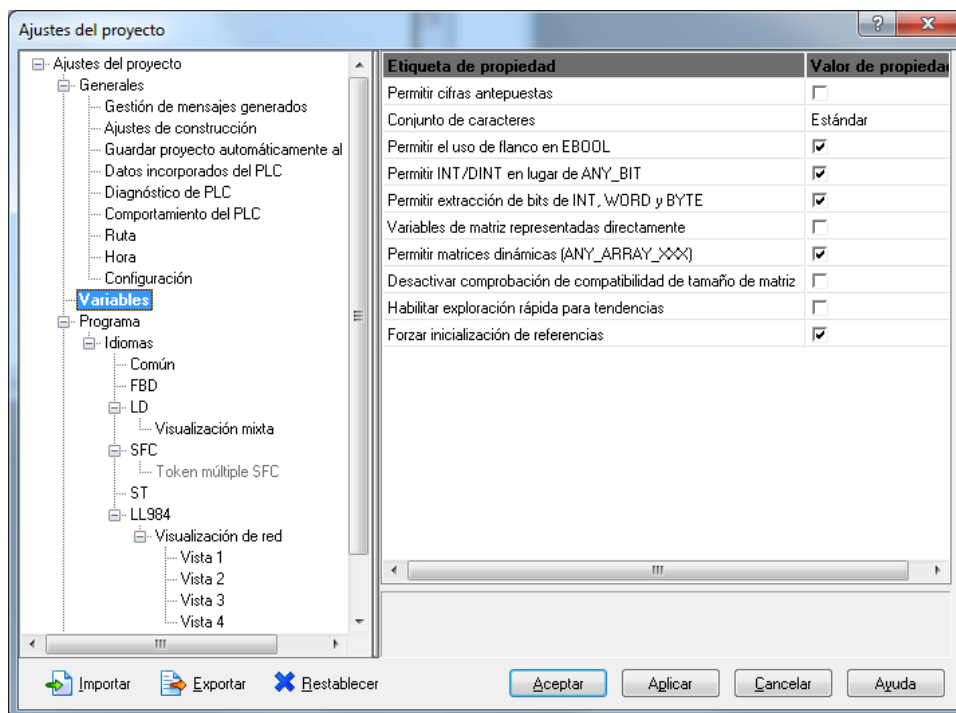 Ajustes del proyecto
Ajustes del proyecto
Generales
Gestión de mensajes generados
Ajustes de construcción
Guardar proyecto automáticamente al
Datos incorporados del PLC
Diagnóstico de PLC
Comportamiento del PLC
Ruta
Hora
Configuración
Variables
Programa
Idiomas
Común
FBD
LD
Visualización mixta
SFC
Token múltiple SFC
ST
LL984
Visualización de red
Vista 1
Vista 2
Vista 3
Vista 4
Etiqueta de propiedad Valor de propiedad
Permitir cifras antepuestas
Conjunto de caracteres Estándar
Permitir el uso de flanco en EBOOL
Permitir INT/DINT en lugar de ANY_BIT
Permitir extracción de bits de INT, WORD y BYTE
Variables de matriz representadas directamente
Permitir matrices dinámicas (ANY_ARRAY_XXX)
Desactivar comprobación de compatibilidad de tamaño de matriz
Habilitar exploración rápida para tendencias
Forzar inicialización de referencias
Importar Exportar Restablecer Aceptar Aplicar Cancelar Ayuda